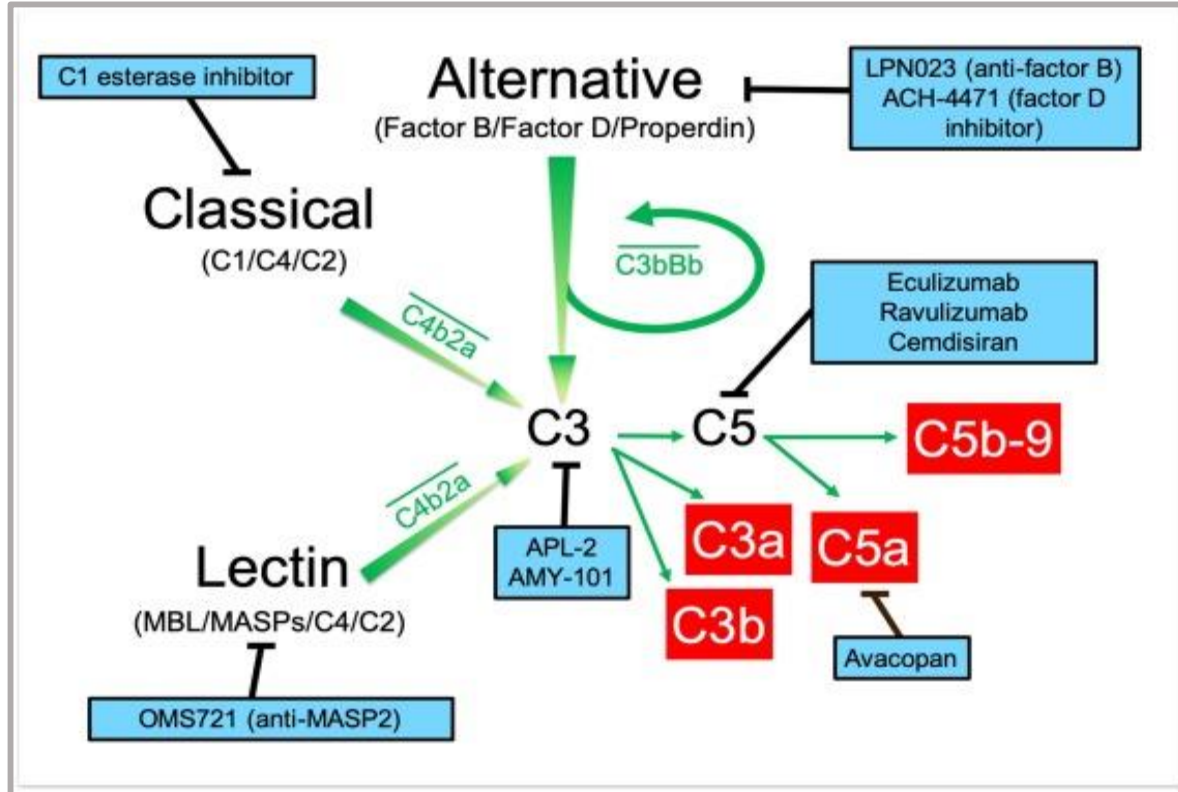 C1 esterase inhibitor
Alternative
(Factor B/Factor D/Properdin)
LPN023 (anti-factor B)
ACH-4471 (factor D
inhibitor)
Classical
(C1/C4/C2)
C3bBb
C4b2a
Eculizumab
Ravulizumab
Cemdisiran
C3
C5
C5b-9
C4b2a
Lectin
(MBL/MASPs/C4/C2)
APL-2
AMY-101
C3a
C5a
C3b
Avacopan
OMS721 (anti-MASP2)